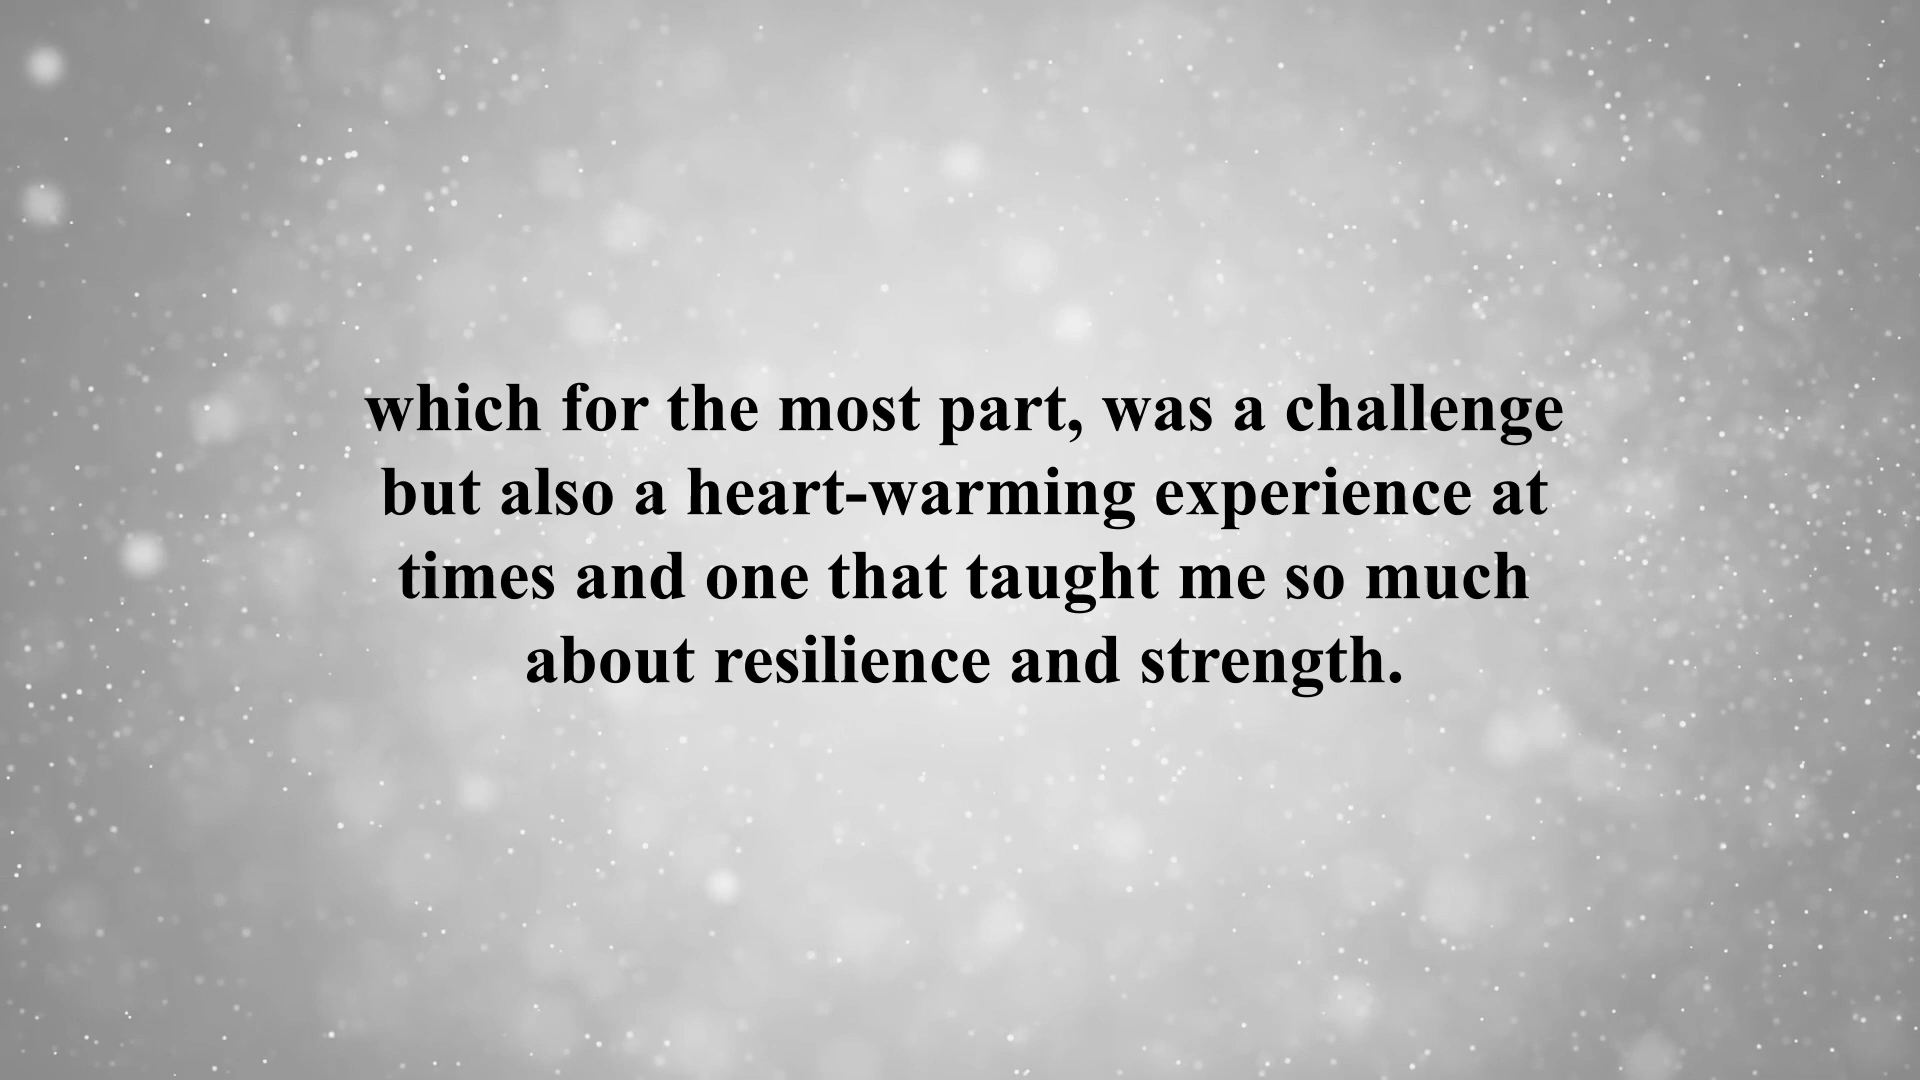 which for the most part, was a challenge
but also a heart-warming experience at
times and one that taught me so much
about resilience and strength.